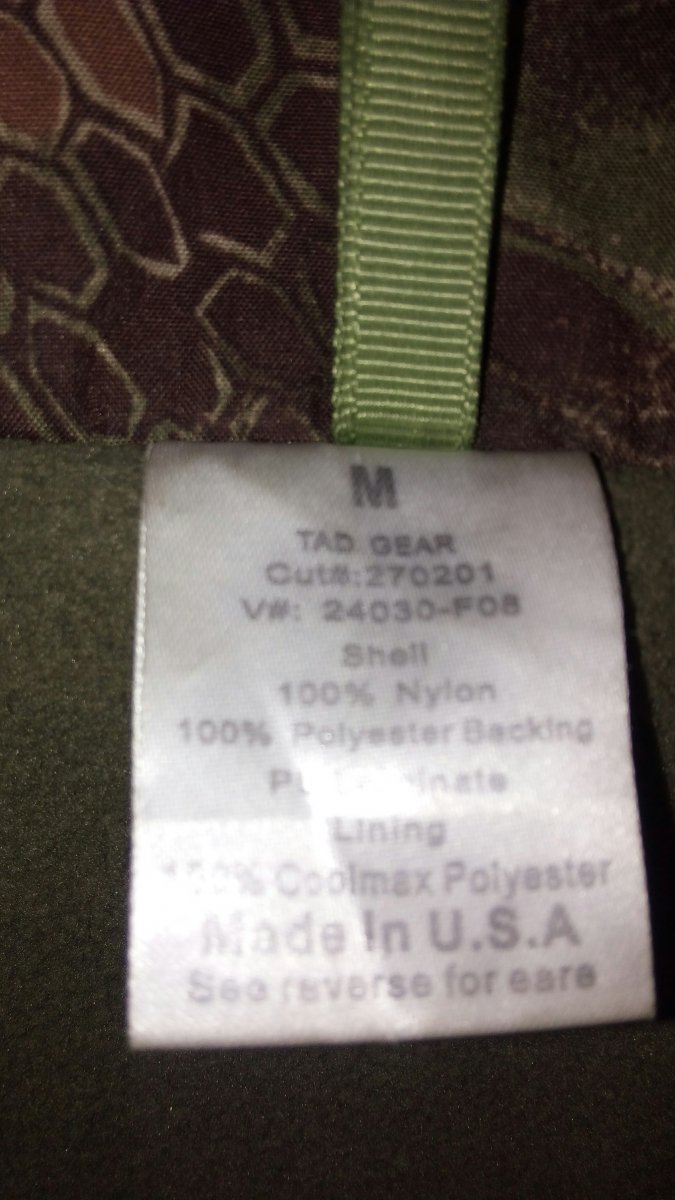 M
TAD GEAR
Cut#:270201
V#: 24030-F08
Shell
100% Nylon
100% Polyester Backing
Lining
100% Coolmax Polyester
Made In U.S.A
See reverse for care